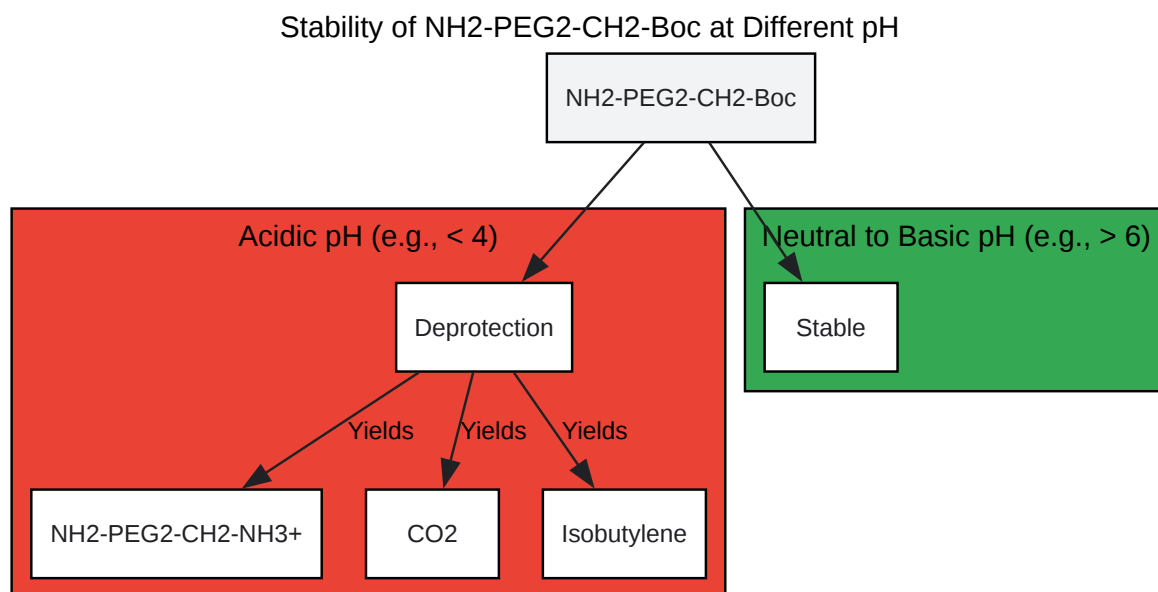 Stability of NH2-PEG2-CH2-Boc at Different pH
NH2-PEG2-CH2-Boc
Acidic pH (e.g., < 4)
Neutral to Basic pH (e.g., > 6)
Deprotection
Stable
Yields
Yields
Yields
NH2-PEG2-CH2-NH3+
CO2
Isobutylene